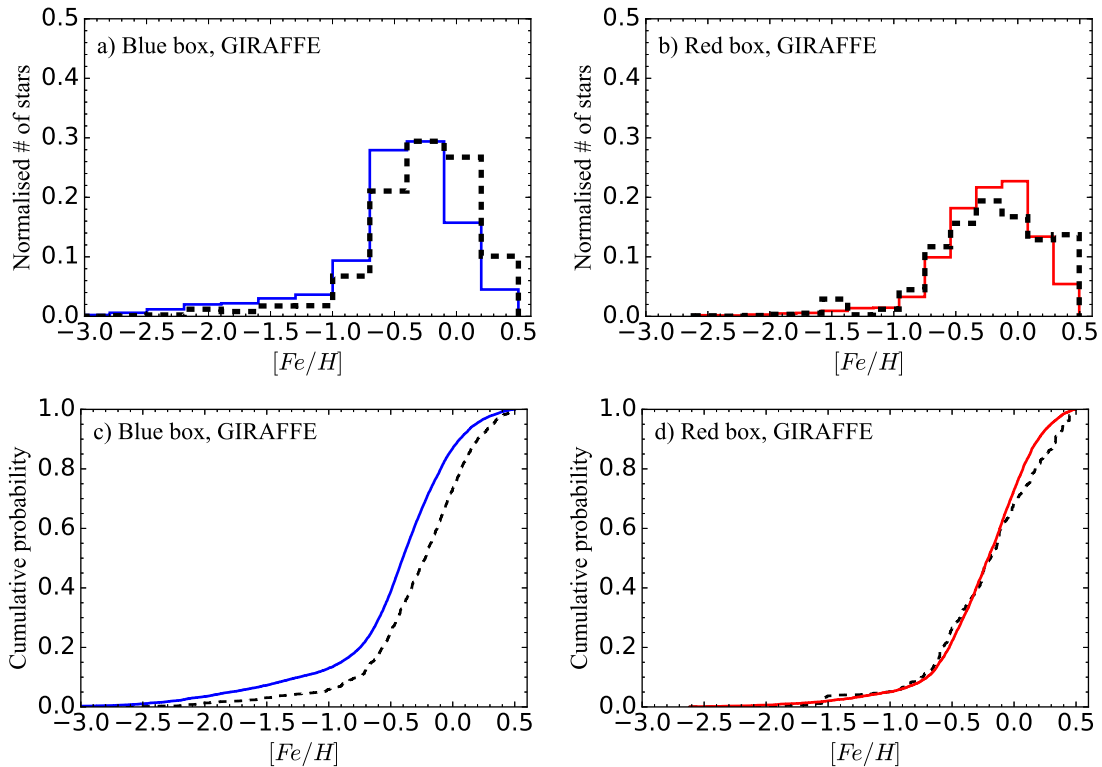 a) Blue box, GIRAFFE
Normalised # of stars
0.5
0.4
0.3
0.2
0.1
0.0
−3.0 −2.5 −2.0 −1.5 −1.0 −0.5 0.0 0.5
[Fe/H]
b) Red box, GIRAFFE
Normalised # of stars
0.5
0.4
0.3
0.2
0.1
0.0
−3.0 −2.5 −2.0 −1.5 −1.0 −0.5 0.0 0.5
[Fe/H]
c) Blue box, GIRAFFE
Cumulative probability
1.0
0.8
0.6
0.4
0.2
0.0
−3.0 −2.5 −2.0 −1.5 −1.0 −0.5 0.0 0.5
[Fe/H]
d) Red box, GIRAFFE
Cumulative probability
1.0
0.8
0.6
0.4
0.2
0.0
−3.0 −2.5 −2.0 −1.5 −1.0 −0.5 0.0 0.5
[Fe/H]